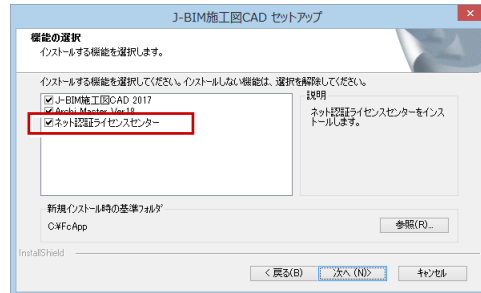 J-BIM施工図CAD セットアップ
×
機能の選択
インストールする機能を選択します。
インストールする機能を選択してください。インストールしない機能は、選択を解除してください。
J-BIM施工図CAD 2017
Archi Master Ver.18
ネット認証ライセンスセンター
説明
ネット認証ライセンスセンターをインス
トールします。
新規インストール時の基準フォルダ
C:¥FcApp
参照(R)...
InstallShield
< 戻る(B)
次へ (N)>
キャンセル